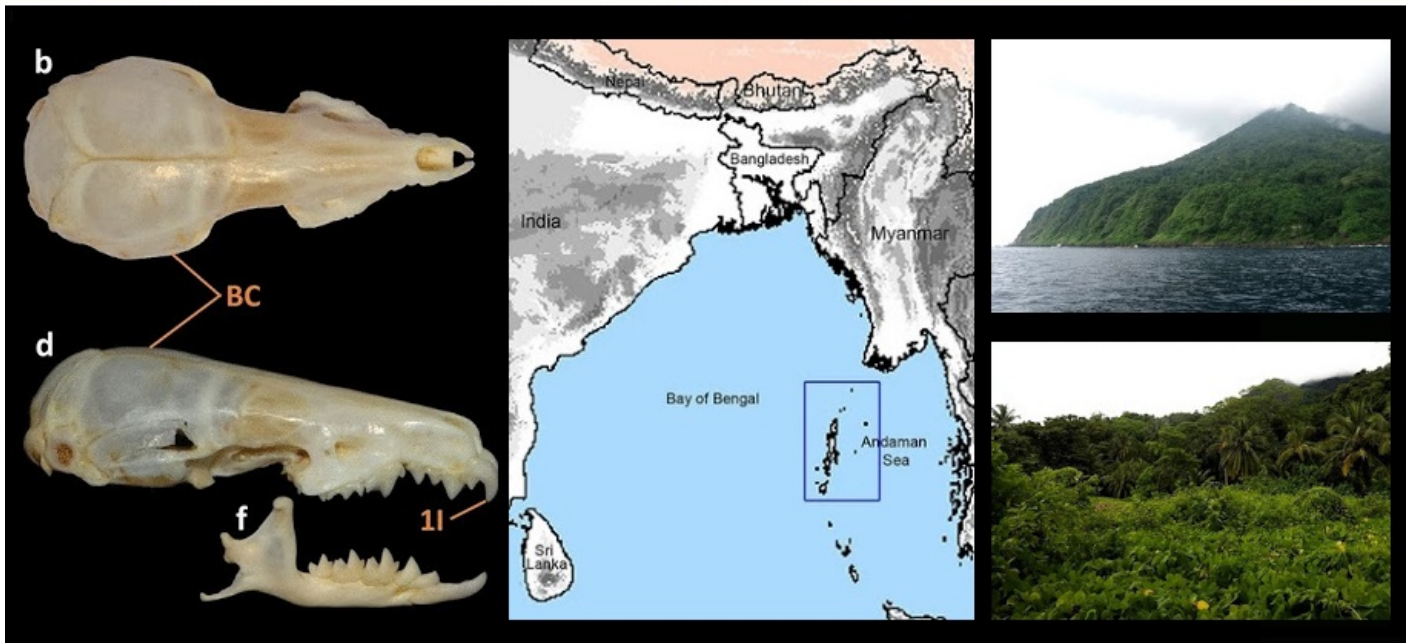 b
BC
d
1I
f
Nepal
Bhutan
Bangladesh
India
Myanmar
Bay of Bengal
Andaman
Sea
Sri
Lanka